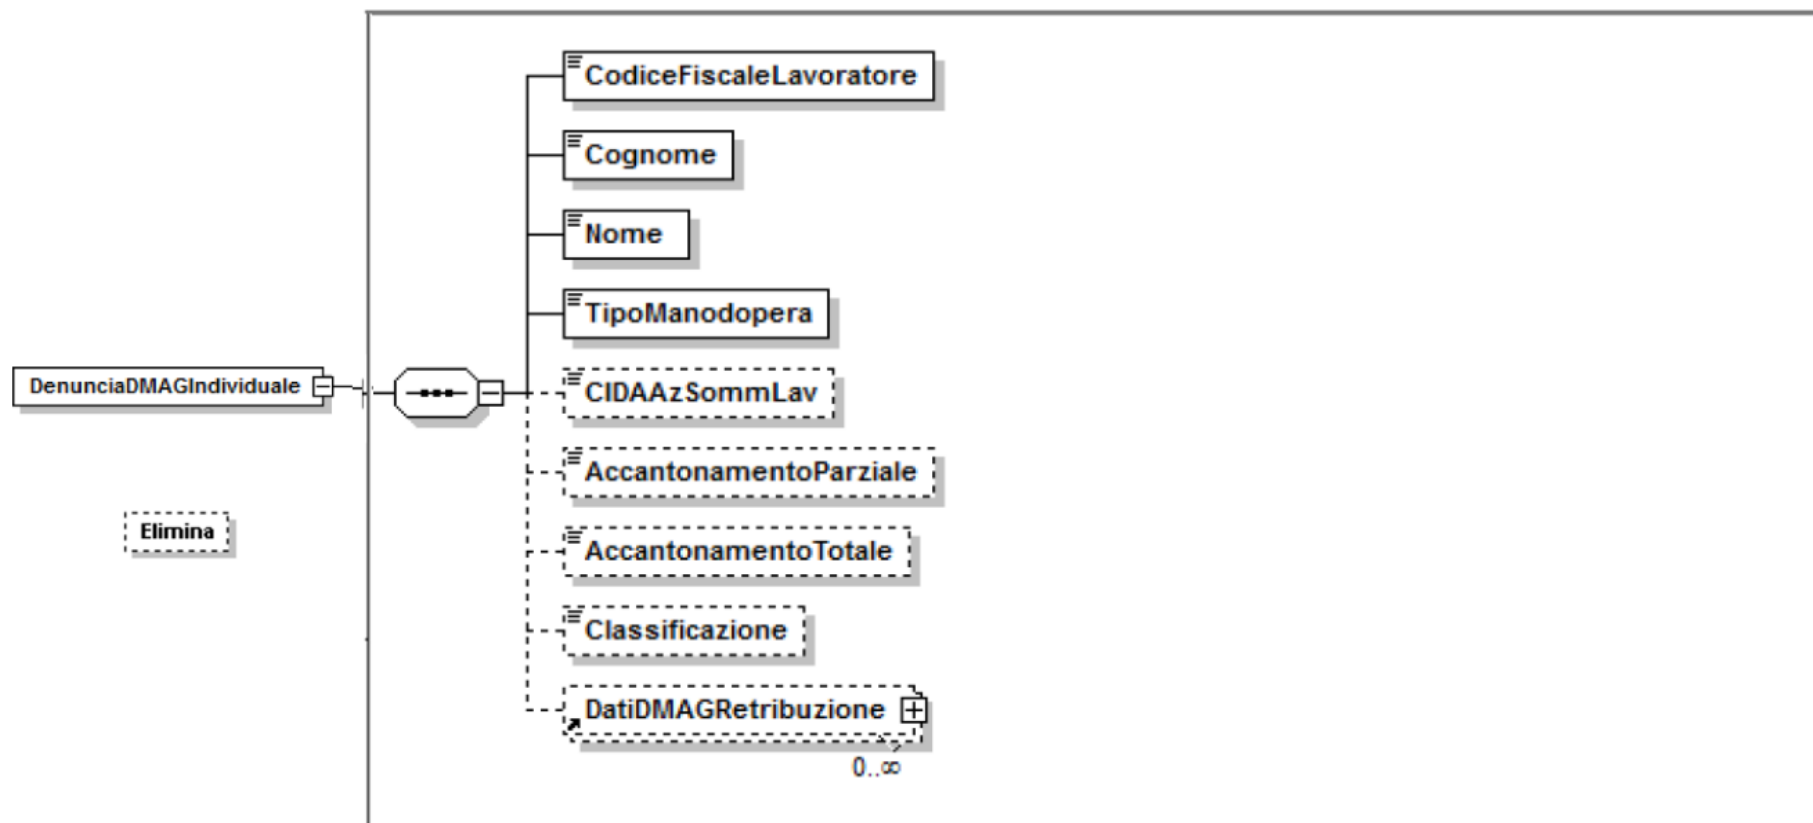 CodiceFiscaleLavoratore
Cognome
Nome
TipoManodopera
DenunciaDMAGIndividuale
CIDAAzSommLav
AccantonamentoParziale
Elimina
AccantonamentoTotale
Classificazione
DatiDMAGRetribuzione
0..∞